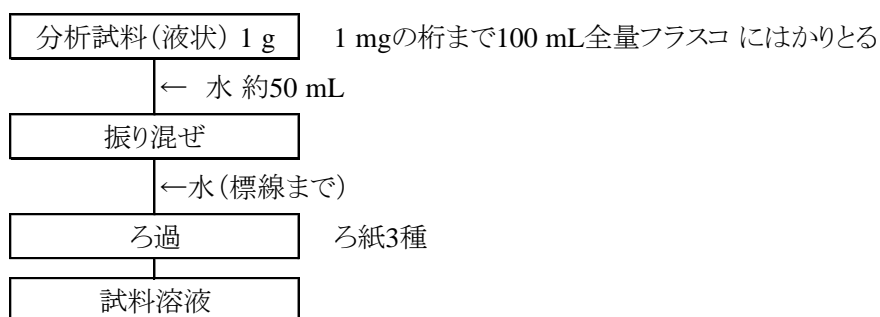 分析試料（液状） 1 g　1 mgの桁まで100 mL全量フラスコ にはかりとる
← 水 約50 mL
振り混ぜ
←水（標線まで）
ろ過　ろ紙3種
試料溶液